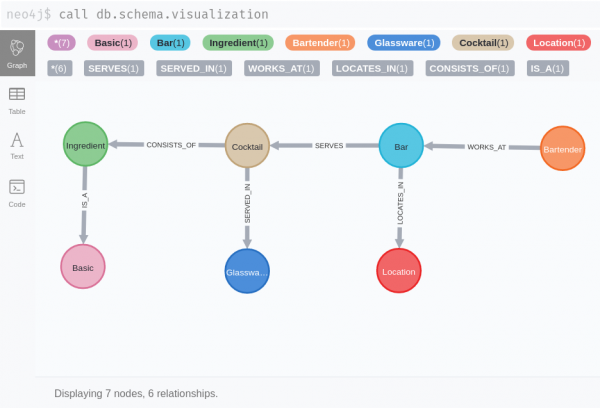 neo4j$ call db.schema.visualization
*(7) Basic(1) Bar(1) Ingredient(1) Bartender(1) Glassware(1) Cocktail(1) Location(1)
Graph
*(6) SERVES(1) SERVED_IN(1) WORKS_AT(1) LOCATES_IN(1) CONSISTS_OF(1) IS_A(1)
Table
Text
Code
Ingredient CONSISTS_OF Cocktail SERVES Bar WORKS_AT Bartender
IS_A SERVED_IN LOCATES_IN
Basic Glasswa... Location
Displaying 7 nodes, 6 relationships.